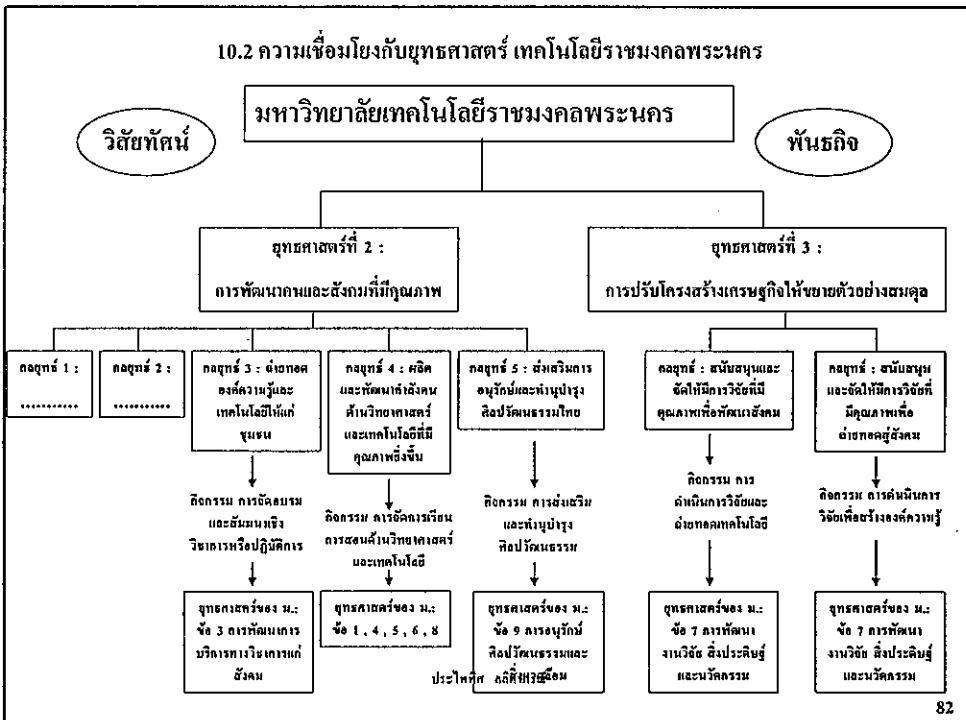 10.2 ความเชื่อมโยงกับยุทธศาสตร์ เทคโนโลยีราชมงคลพระนคร
มหาวิทยาลัยเทคโนโลยีราชมงคลพระนคร
วิสัยทัศน์
พันธกิจ
ยุทธศาสตร์ที่ 2 :
การพัฒนาคนและสังคมที่มีคุณภาพ
ยุทธศาสตร์ที่ 3 :
การปรับโครงสร้างเศรษฐกิจให้ขยายตัวอย่างสมดุล
กลยุทธ์ 1 :
...........
กลยุทธ์ 2 :
............
กลยุทธ์ 3 : ถ่ายทอด
องค์ความรู้และ
เทคโนโลยีให้แก่
ชุมชน
กลยุทธ์ 4 : ผลิต
และพัฒนากำลังคน
ด้านวิทยาศาสตร์
และเทคโนโลยีที่มี
คุณภาพยิ่งขึ้น
กลยุทธ์ 5 : ส่งเสริมการ
อนุรักษ์และทำนุบำรุง
ศิลปวัฒนธรรมไทย
กลยุทธ์ : สนับสนุนและ
จัดให้มีการวิจัยที่มี
คุณภาพเพื่อพัฒนาสังคม
กลยุทธ์ : สนับสนุน
และจัดให้มีการวิจัยที่
มีคุณภาพเพื่อ
ถ่ายทอดสู่สังคม
กิจกรรม การจัดอบรม
และสัมมนาเชิง
วิชาการหรือปฏิบัติการ
กิจกรรม การจัดการเรียน
การสอนด้านวิทยาศาสตร์
และเทคโนโลยี
กิจกรรม การส่งเสริม
และทำนุบำรุง
ศิลปวัฒนธรรม
กิจกรรม การ
ดำเนินการวิจัยและ
ถ่ายทอดเทคโนโลยี
กิจกรรม การดำเนินการ
วิจัยเพื่อสร้างองค์ความรู้
ยุทธศาสตร์ของ ม.:
ข้อ 3 การพัฒนาการ
บริการทางวิชาการแก่
สังคม
ยุทธศาสตร์ของ ม.:
ข้อ 1 , 4 , 5 , 6 , 8
ยุทธศาสตร์ของ ม.:
ข้อ 9 การอนุรักษ์
ศิลปวัฒนธรรมและ
ยุทธศาสตร์ของ ม.:
ข้อ 7 การพัฒนา
งานวิจัย สิ่งประดิษฐ์
และนวัตกรรม
ยุทธศาสตร์ของ ม.:
ข้อ 7 การพัฒนา
งานวิจัย สิ่งประดิษฐ์
และนวัตกรรม
82